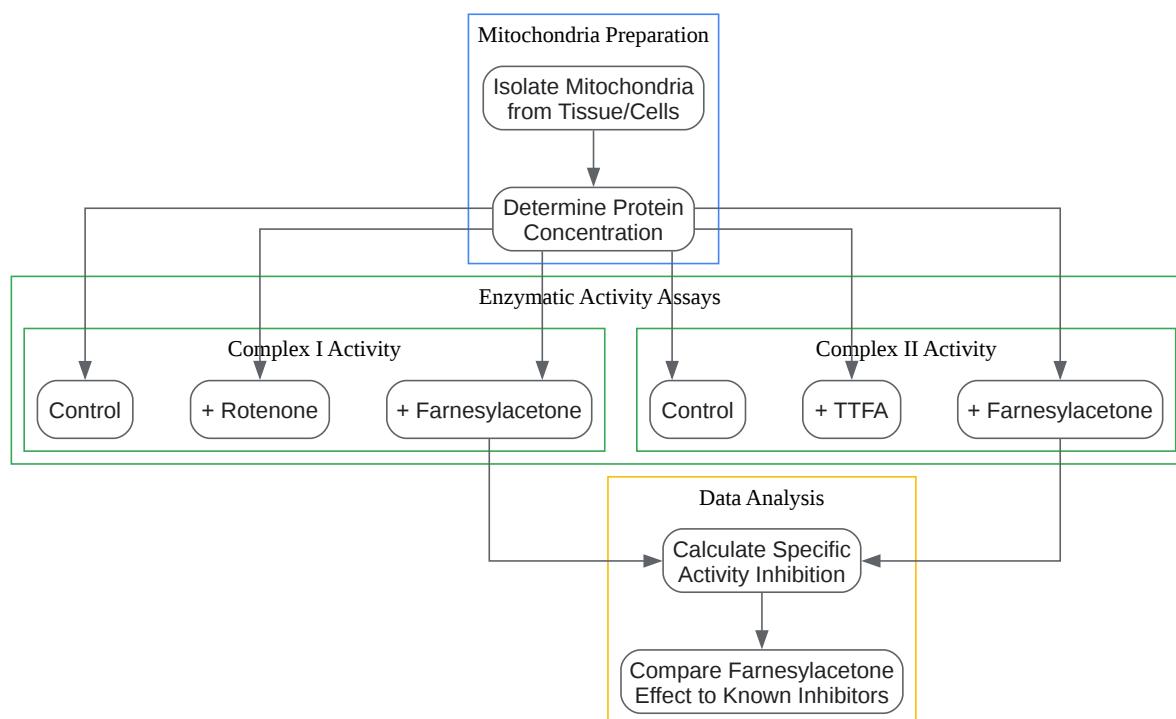 Mitochondria Preparation
Isolate Mitochondria
from Tissue/Cells
Determine Protein
Concentration
Enzymatic Activity Assays
Complex I Activity
Complex II Activity
Control
+ Rotenone
+ Farnesylacetone
Control
+ TTFA
+ Farnesylacetone
Data Analysis
Calculate Specific
Activity Inhibition
Compare Farnesylacetone
Effect to Known Inhibitors